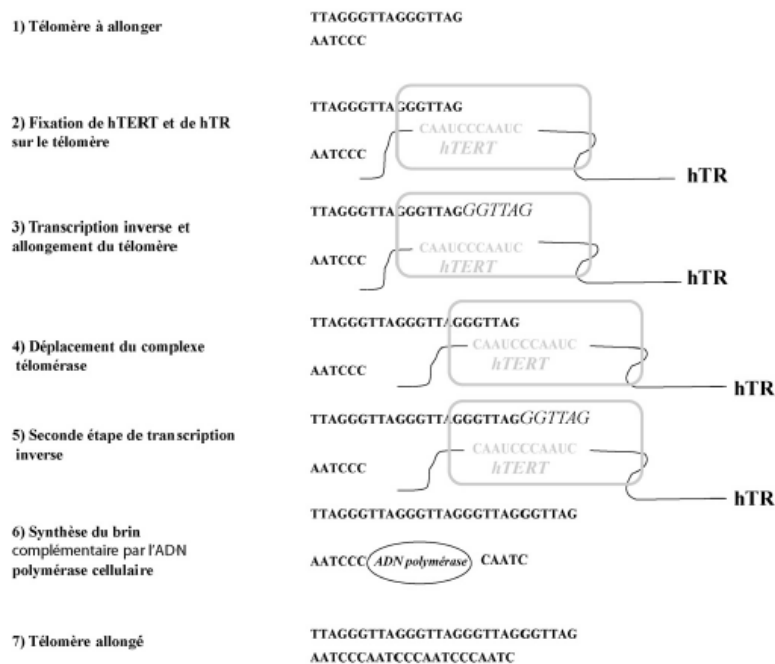 1) Télomère à allonger
TTAGGGTTAGGGTTAG
AATCCC
2) Fixation de hTERT et de hTR
sur le télomère
TTAGGGTTAGGGTTAG
CAAUCCCAAUC
hTERT
AATCCC
hTR
3) Transcription inverse et
allongement du télomère
TTAGGGTTAGGGTTAGGGTTAG
CAAUCCCAAUC
hTERT
AATCCC
hTR
4) Déplacement du complexe
télomérase
TTAGGGTTAGGGTTAGGGTTAG
CAAUCCCAAUC
hTERT
AATCCC
hTR
5) Seconde étape de transcription
inverse
TTAGGGTTAGGGTTAGGGTTAGGGTTAG
CAAUCCCAAUC
hTERT
AATCCC
hTR
6) Synthèse du brin
complémentaire par l'ADN
polymérase cellulaire
TTAGGGTTAGGGTTAGGGTTAGGGTTAG
AATCCC ADN polymérase CAATC
7) Télomère allongé
TTAGGGTTAGGGTTAGGGTTAGGGTTAG
AATCCCAATCCCAATCCCAATC